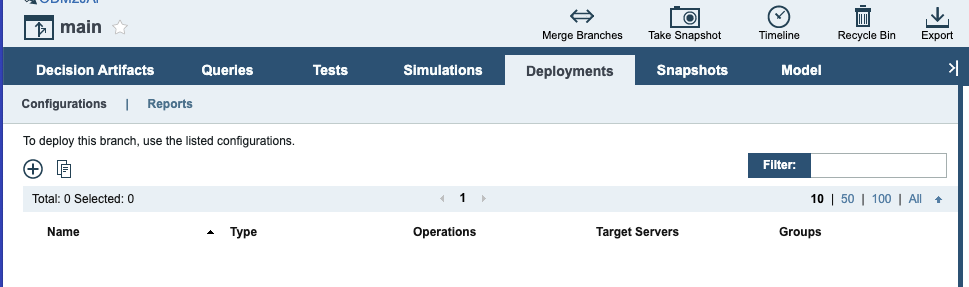 main
Merge Branches
Take Snapshot
Timeline
Recycle Bin
Export
Decision Artifacts
Queries
Tests
Simulations
Deployments
Snapshots
Model
Configurations | Reports
To deploy this branch, use the listed configurations.
Filter:
Total: 0 Selected: 0
1
10 | 50 | 100 | All
Name
Type
Operations
Target Servers
Groups